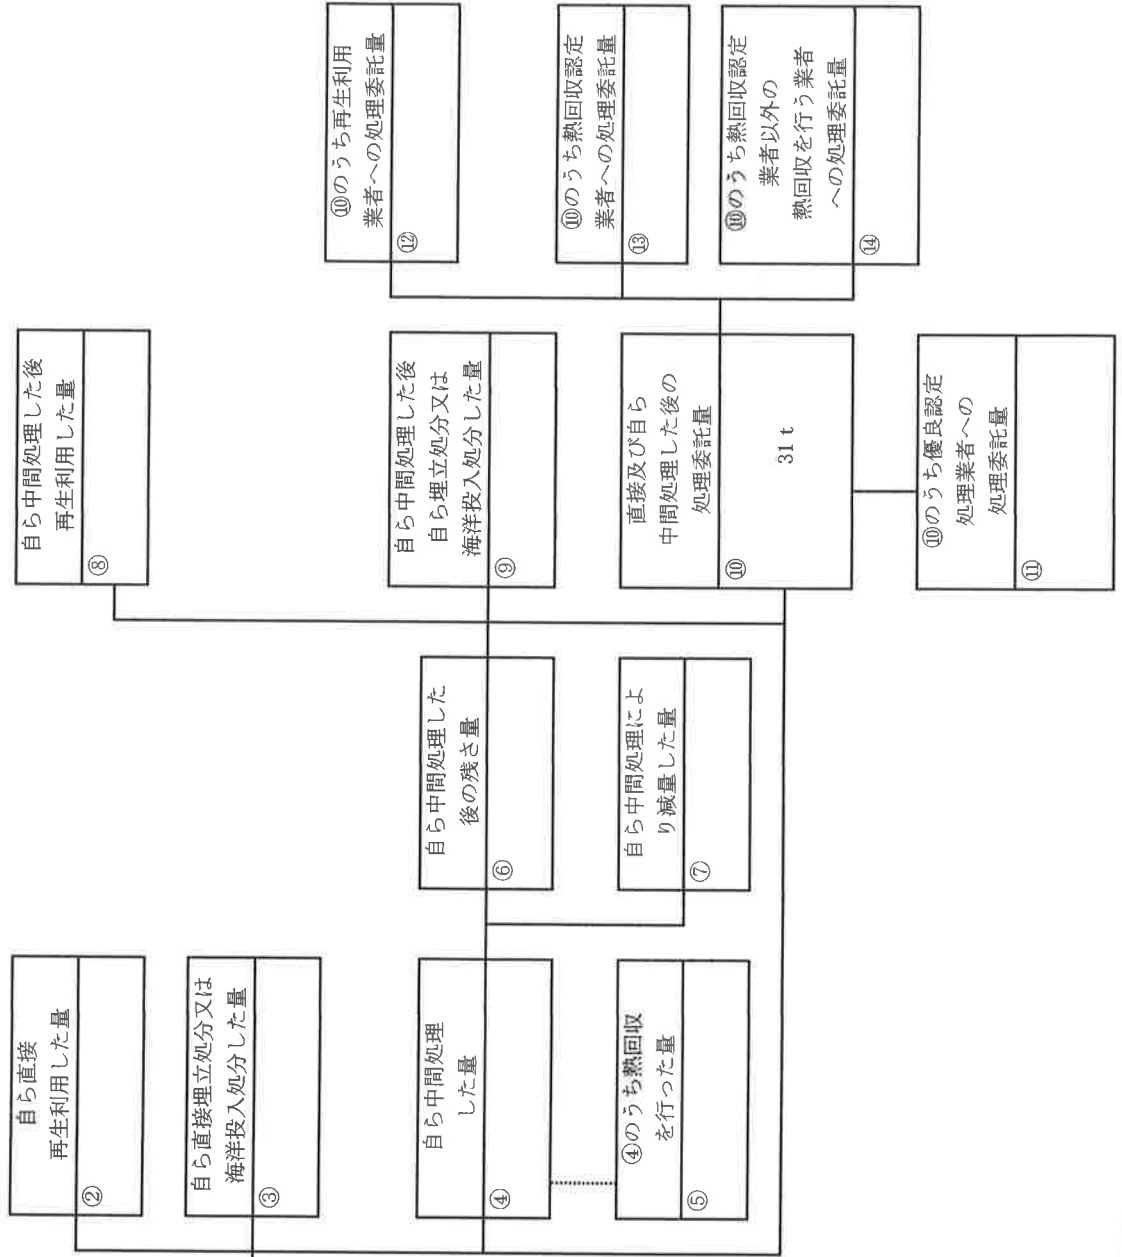 自ら直接
再生利用した量
②
自ら直接埋立処分又は
海洋投入処分した量
③
自ら中間処理
した量
④
④のうち熱回収
を行った量
⑤
自ら中間処理した
後の残さ量
⑥
自ら中間処理によ
り減量した量
⑦
自ら中間処理した後
再生利用した量
⑧
自ら中間処理した後
自ら埋立処分又は
海洋投入処分した量
⑨
直接及び自ら
中間処理した後の
処理委託量
⑩
31 t
⑩のうち優良認定
処理業者への
処理委託量
⑪
⑩のうち再生利用
業者への処理委託量
⑫
⑩のうち熱回収認定
業者への処理委託量
⑬
⑩のうち熱回収認定
業者以外の
熱回収を行う業者
への処理委託量
⑭